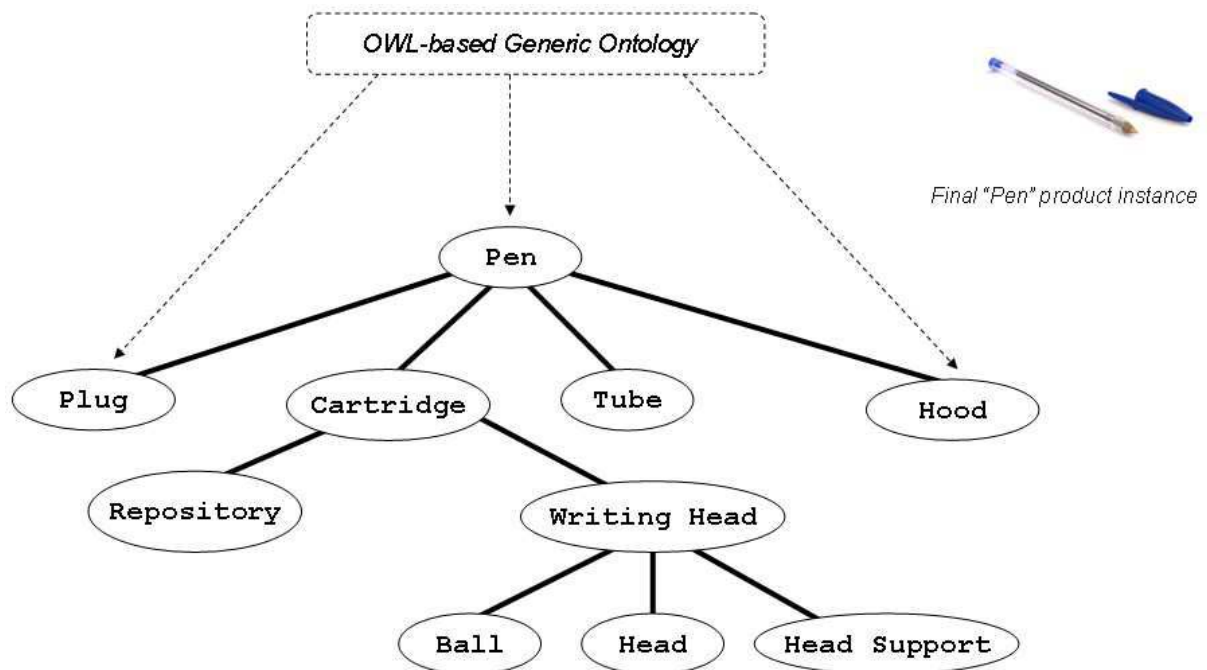 OWL-based Generic Ontology
Final “Pen” product instance
Pen
Plug
Cartridge
Tube
Hood
Repository
Writing Head
Ball
Head
Head Support